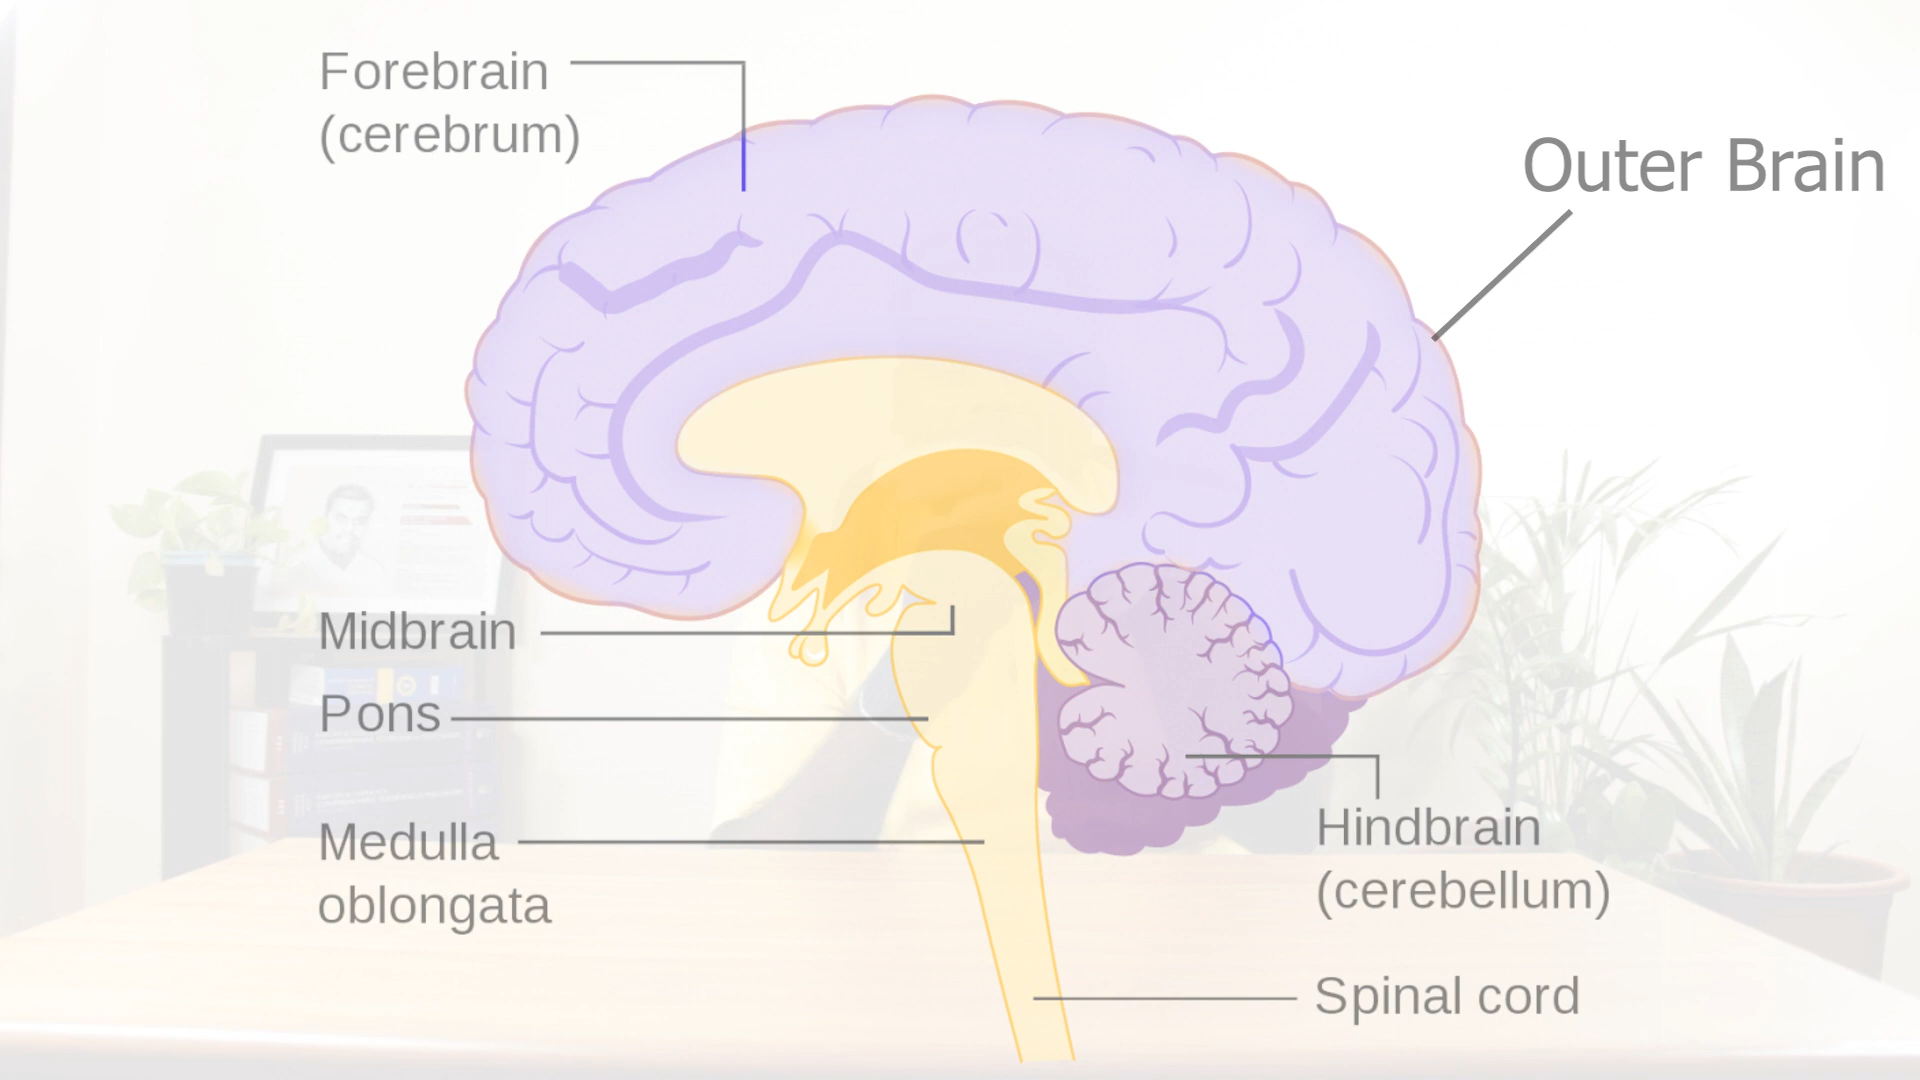 Forebrain
(cerebrum)
Outer Brain
Midbrain
Pons
Medulla
oblongata
Hindbrain
(cerebellum)
Spinal cord